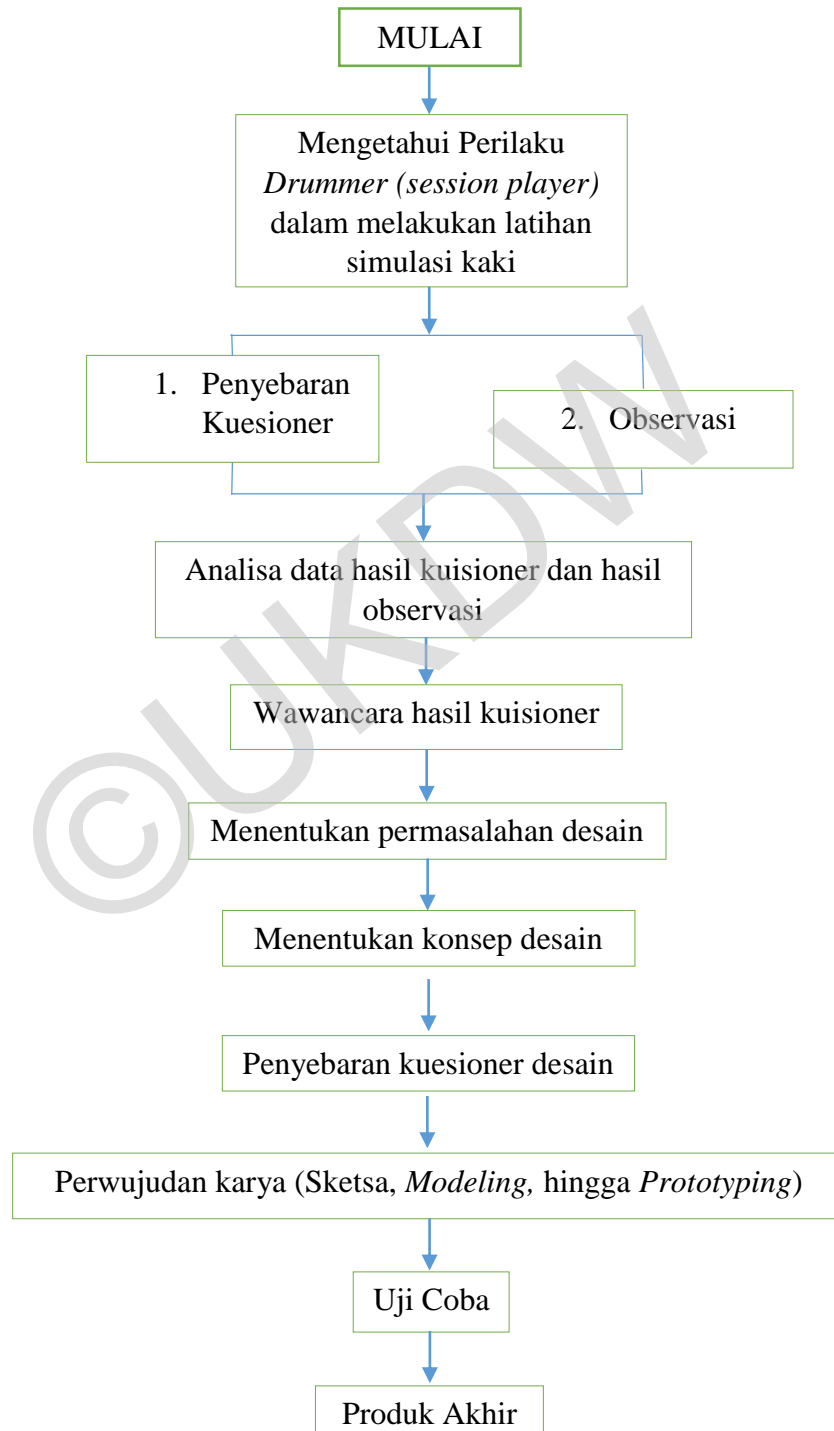 MULAI
Mengetahui Perilaku
Drummer (session player)
dalam melakukan latihan
simulasi kaki
1. Penyebaran
Kuesioner
2. Observasi
Analisa data hasil kuisioner dan hasil
observasi
Wawancara hasil kuisioner
Menentukan permasalahan desain
Menentukan konsep desain
Penyebaran kuesioner desain
Perwujudan karya (Sketsa, Modeling, hingga Prototyping)
Uji Coba
Produk Akhir
©UKDW